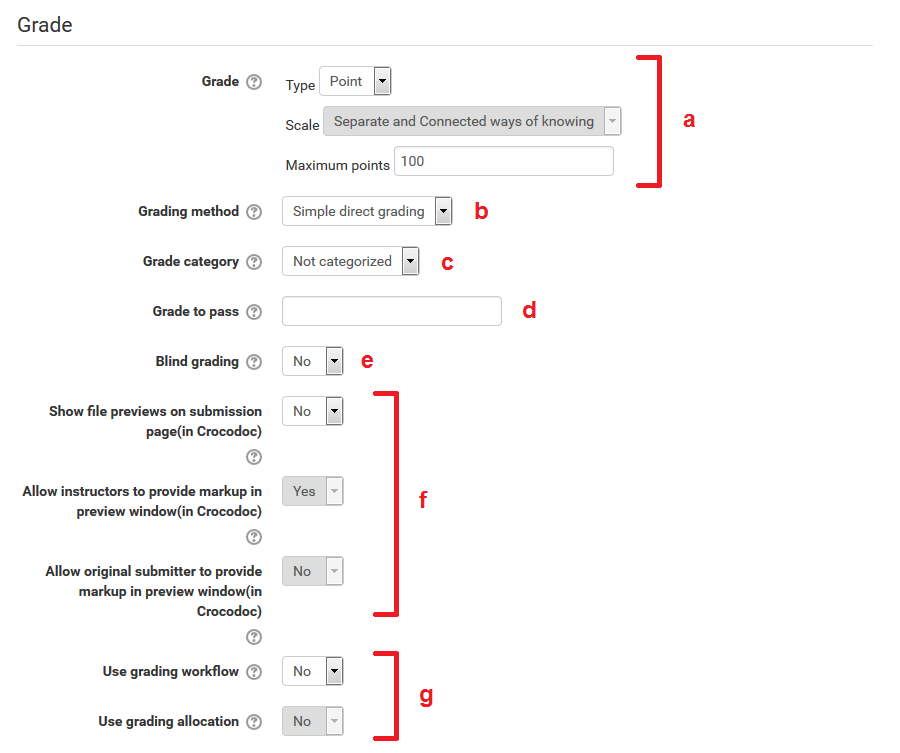 Grade
Grade Type Point
Scale Separate and Connected ways of knowing
a
Maximum points 100
Grading method Simple direct grading b
Grade category Not categorized c
Grade to pass d
Blind grading No e
Show file previews on submission No
page(in Crocodoc)
Allow instructors to provide markup in Yes
preview window(in Crocodoc)
f
Allow original submitter to provide No
markup in preview window(in
Crocodoc)
Use grading workflow No
g
Use grading allocation No